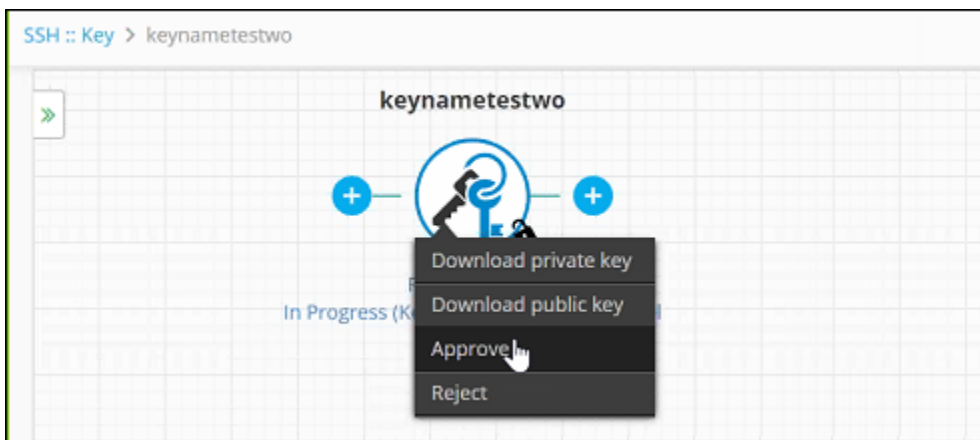 SSH :: Key > keynametestwo
keynametestwo
Download private key
Download public key
In Progress
Approve
Reject